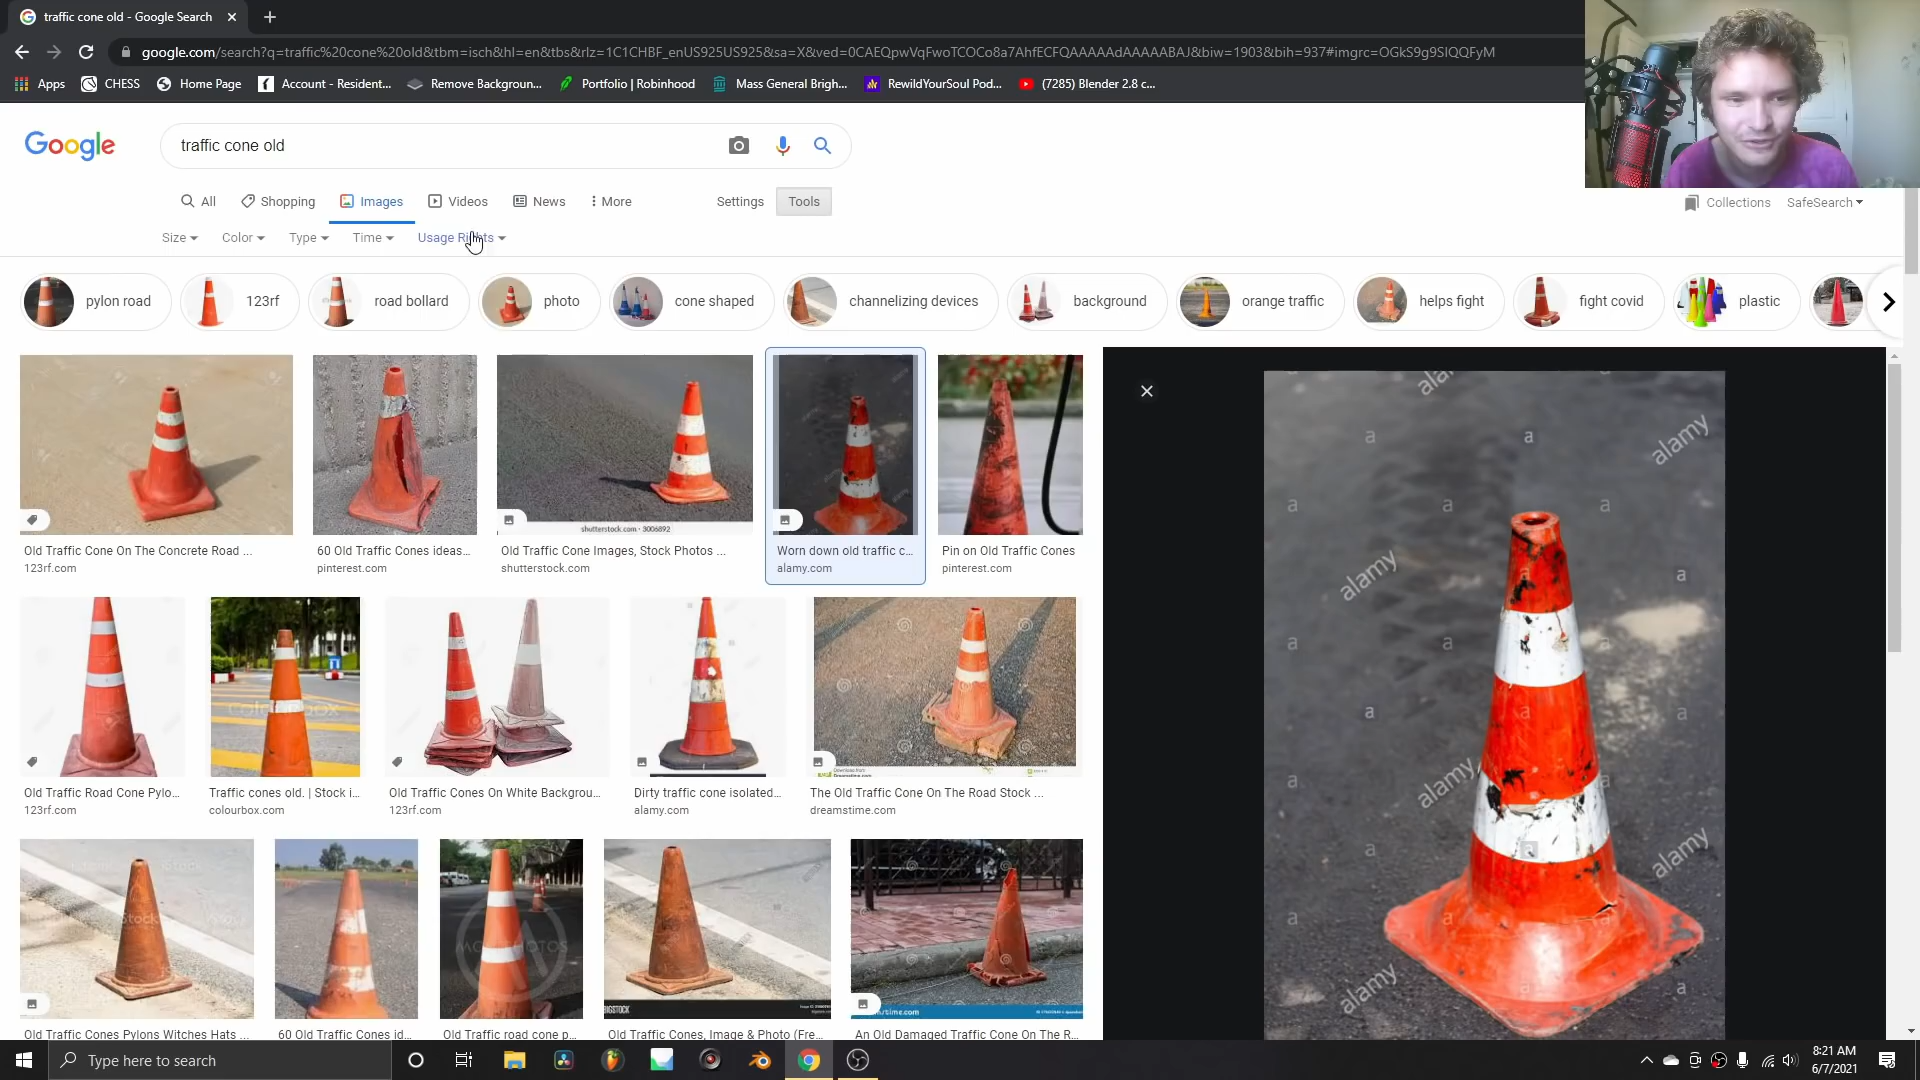 traffic cone old - Google Search
google.com/search?q=traffic%20cone%20old&tbm=isch&hl=en&tbs&rlz=1C1CHBF_enUS925US925&sa=X&ved=0CAEQpwVqFwoTCOCo8a7AhfECFQAAAAAdAAAAABAJ&biw=1903&bih=937#imgrc=OGkS9g9SIQQFyM
Apps CHESS Home Page Account - Resident... Remove Backgroun... Portfolio | Robinhood Mass General Brigh... RewildYourSoul Pod... (7285) Blender 2.8 c...
Google traffic cone old
All Shopping Images Videos News More Settings Tools Collections SafeSearch
Size Color Type Time Usage Rights
pylon road 123rf road bollard photo cone shaped channelizing devices background orange traffic helps fight fight covid plastic
shutterstock.com · 3006892
Old Traffic Cone On The Concrete Road ... 60 Old Traffic Cones ideas... Old Traffic Cone Images, Stock Photos ... Worn down old traffic c... Pin on Old Traffic Cones
123rf.com pinterest.com shutterstock.com alamy.com pinterest.com
alamy
alamy
alamy
alamy
alamy
alamy
Old Traffic Road Cone Pylo... Traffic cones old. | Stock i... Old Traffic Cones On White Backgrou... Dirty traffic cone isolated... The Old Traffic Cone On The Road Stock ...
123rf.com colourbox.com 123rf.com alamy.com dreamstime.com
BIGSTOCK
Old Traffic Cones Pylons Witches Hats ... 60 Old Traffic Cones id... Old Traffic road cone p... Old Traffic Cones, Image & Photo (Fre... An Old Damaged Traffic Cone On The R...
Type here to search
8:21 AM
6/7/2021